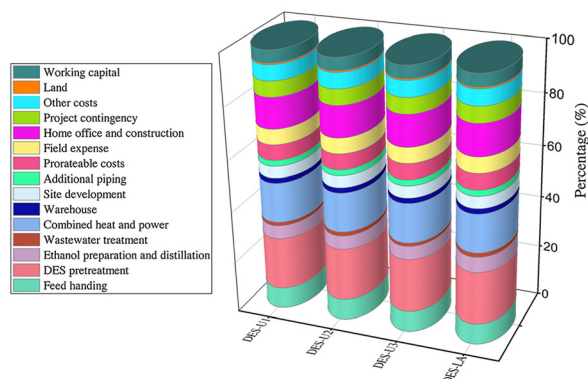 Working capital
Land
Other costs
Project contingency
Home office and construction
Field expense
Prorateable costs
Additional piping
Site development
Warehouse
Combined heat and power
Wastewater treatment
Ethanol preparation and distillation
DES pretreatment
Feed handing
100
80
60
40
20
0
Percentage (%)
DES-U1
DES-U2
DES-U3
DES-LA